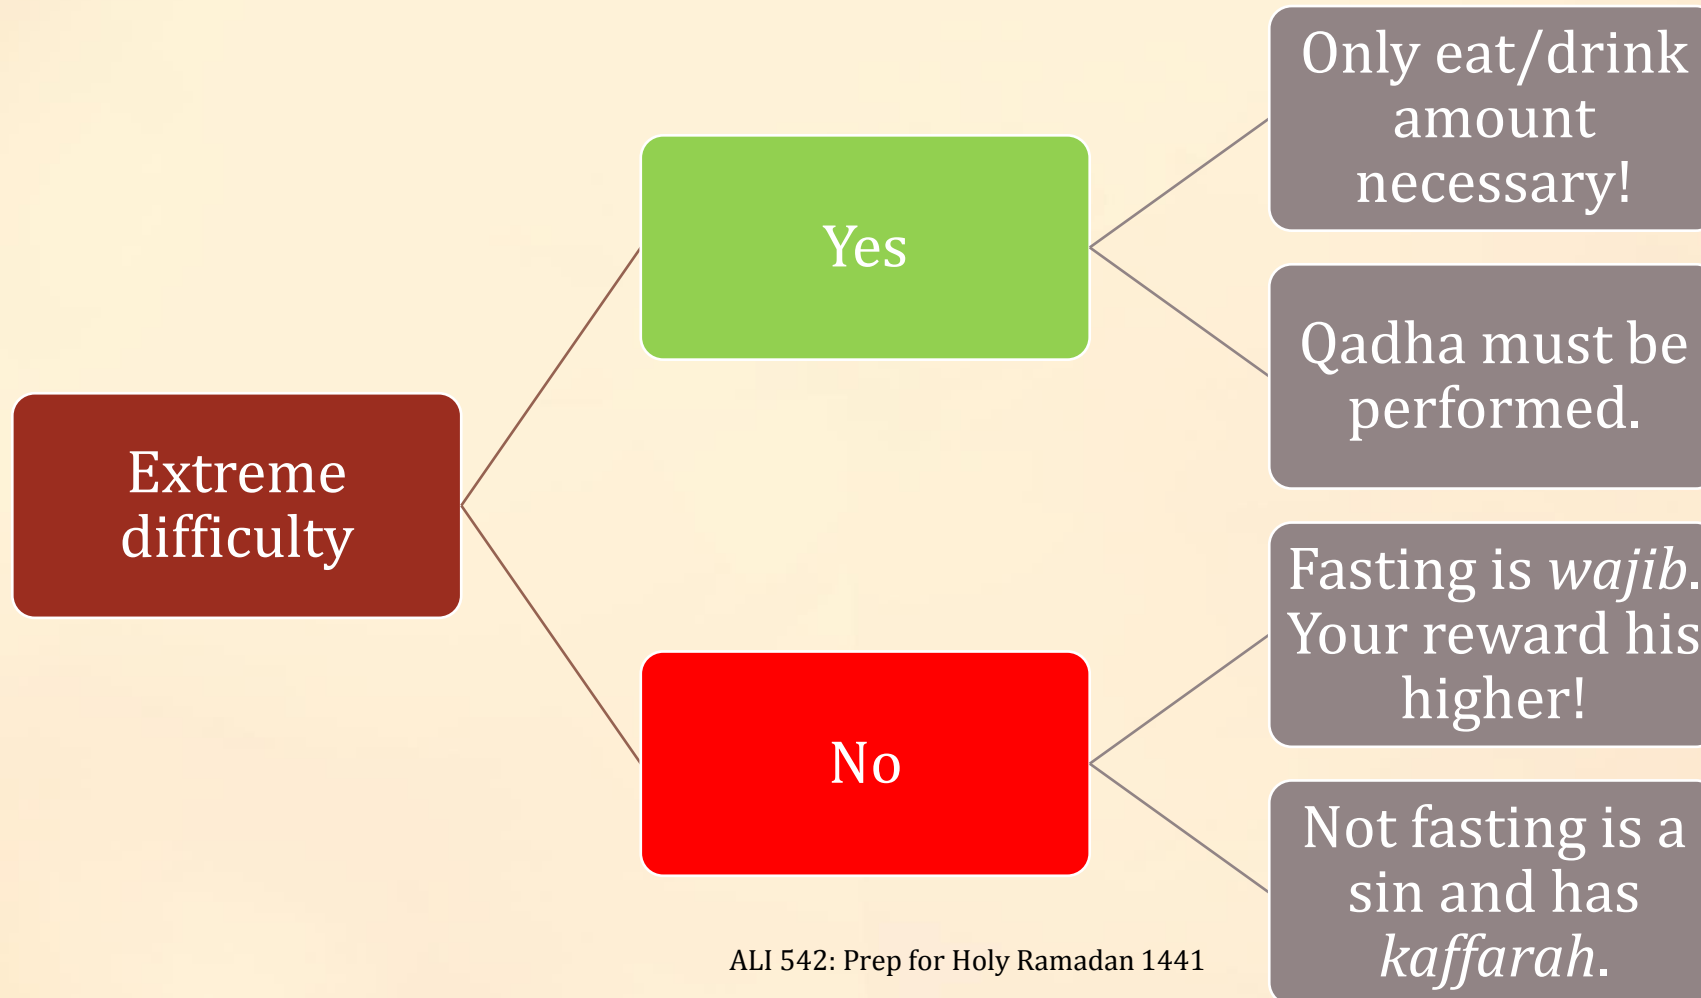 Extreme
difficulty
Yes
No
Only eat/drink
amount
necessary!
Qadha must be
performed.
Fasting is wajib.
Your reward his
higher!
Not fasting is a
sin and has
kaffarah.
ALI 542: Prep for Holy Ramadan 1441